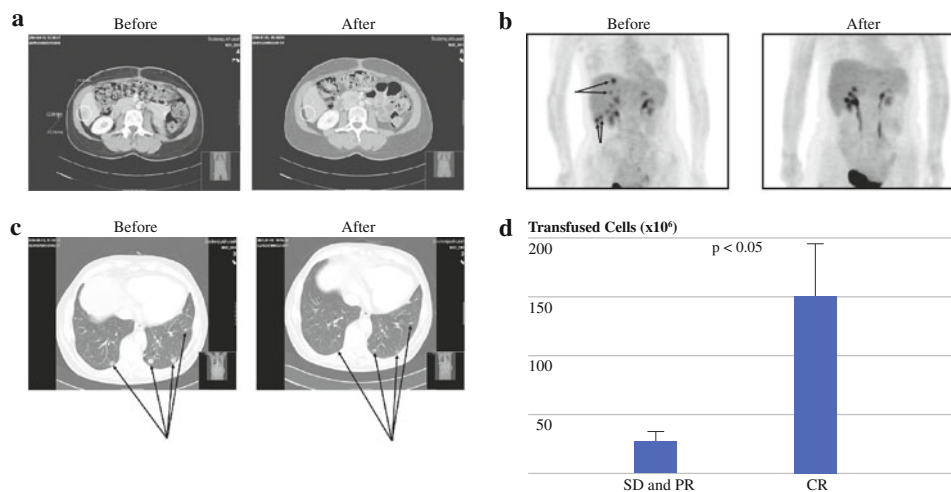 a
Before
After
b
Before
After
c
Before
After
d
Transfused Cells (x10⁶)
200
p < 0.05
150
100
50
SD and PR
CR